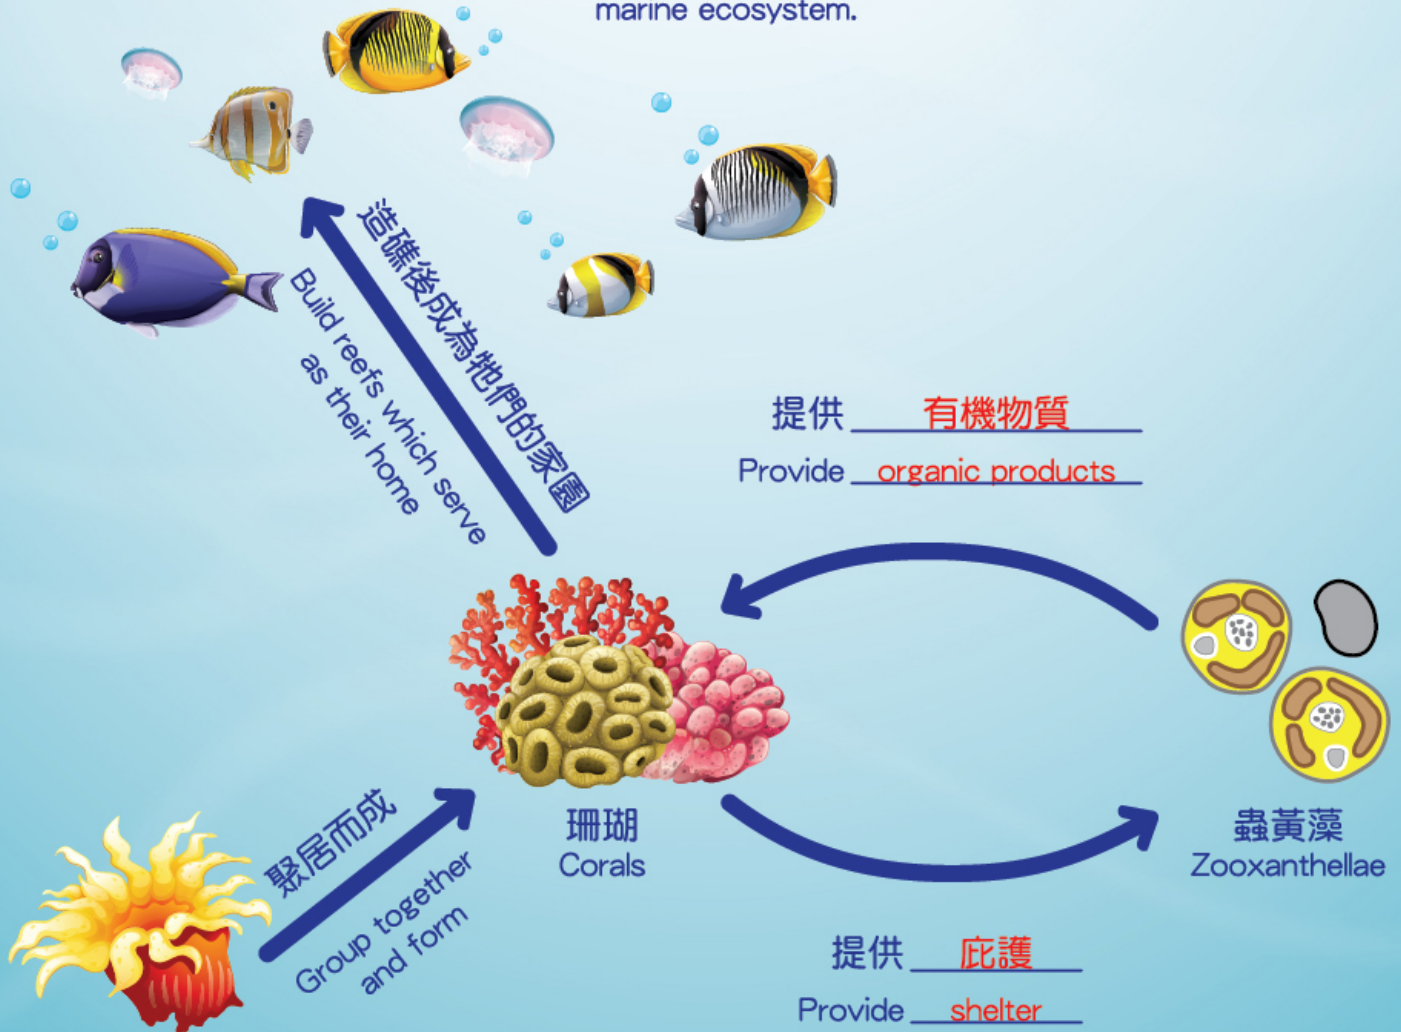 marine ecosystem.
造礁後成為牠們的家園
Build reefs which serve
as their home
提供 有機物質
Provide organic products
珊瑚
Corals
蟲黃藻
Zooxanthellae
聚居而成
Group together
and form
提供 庇護
Provide shelter